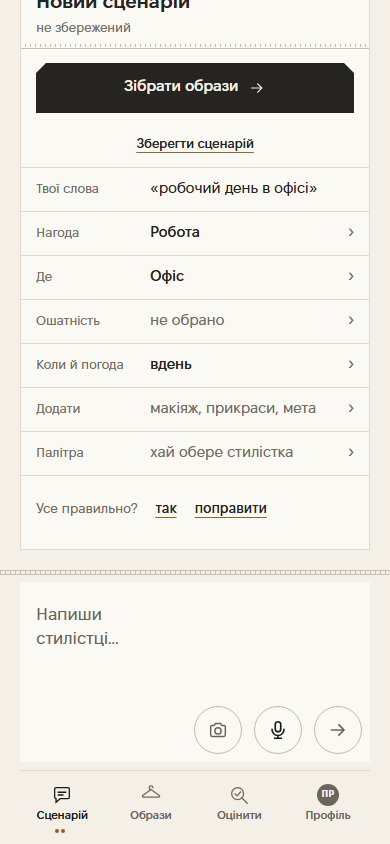 Новий сценарій
не збережений
Зібрати образи →
Зберегти сценарій
Твої слова «робочий день в офісі»
Нагода Робота ›
Де Офіс ›
Ошатність не обрано ›
Коли й погода вдень ›
Додати макіяж, прикраси, мета ›
Палітра хай обере стилістка ›
Усе правильно? так поправити
Напиши
стилістці...
Сценарій Образи Оцінити ПР Профіль